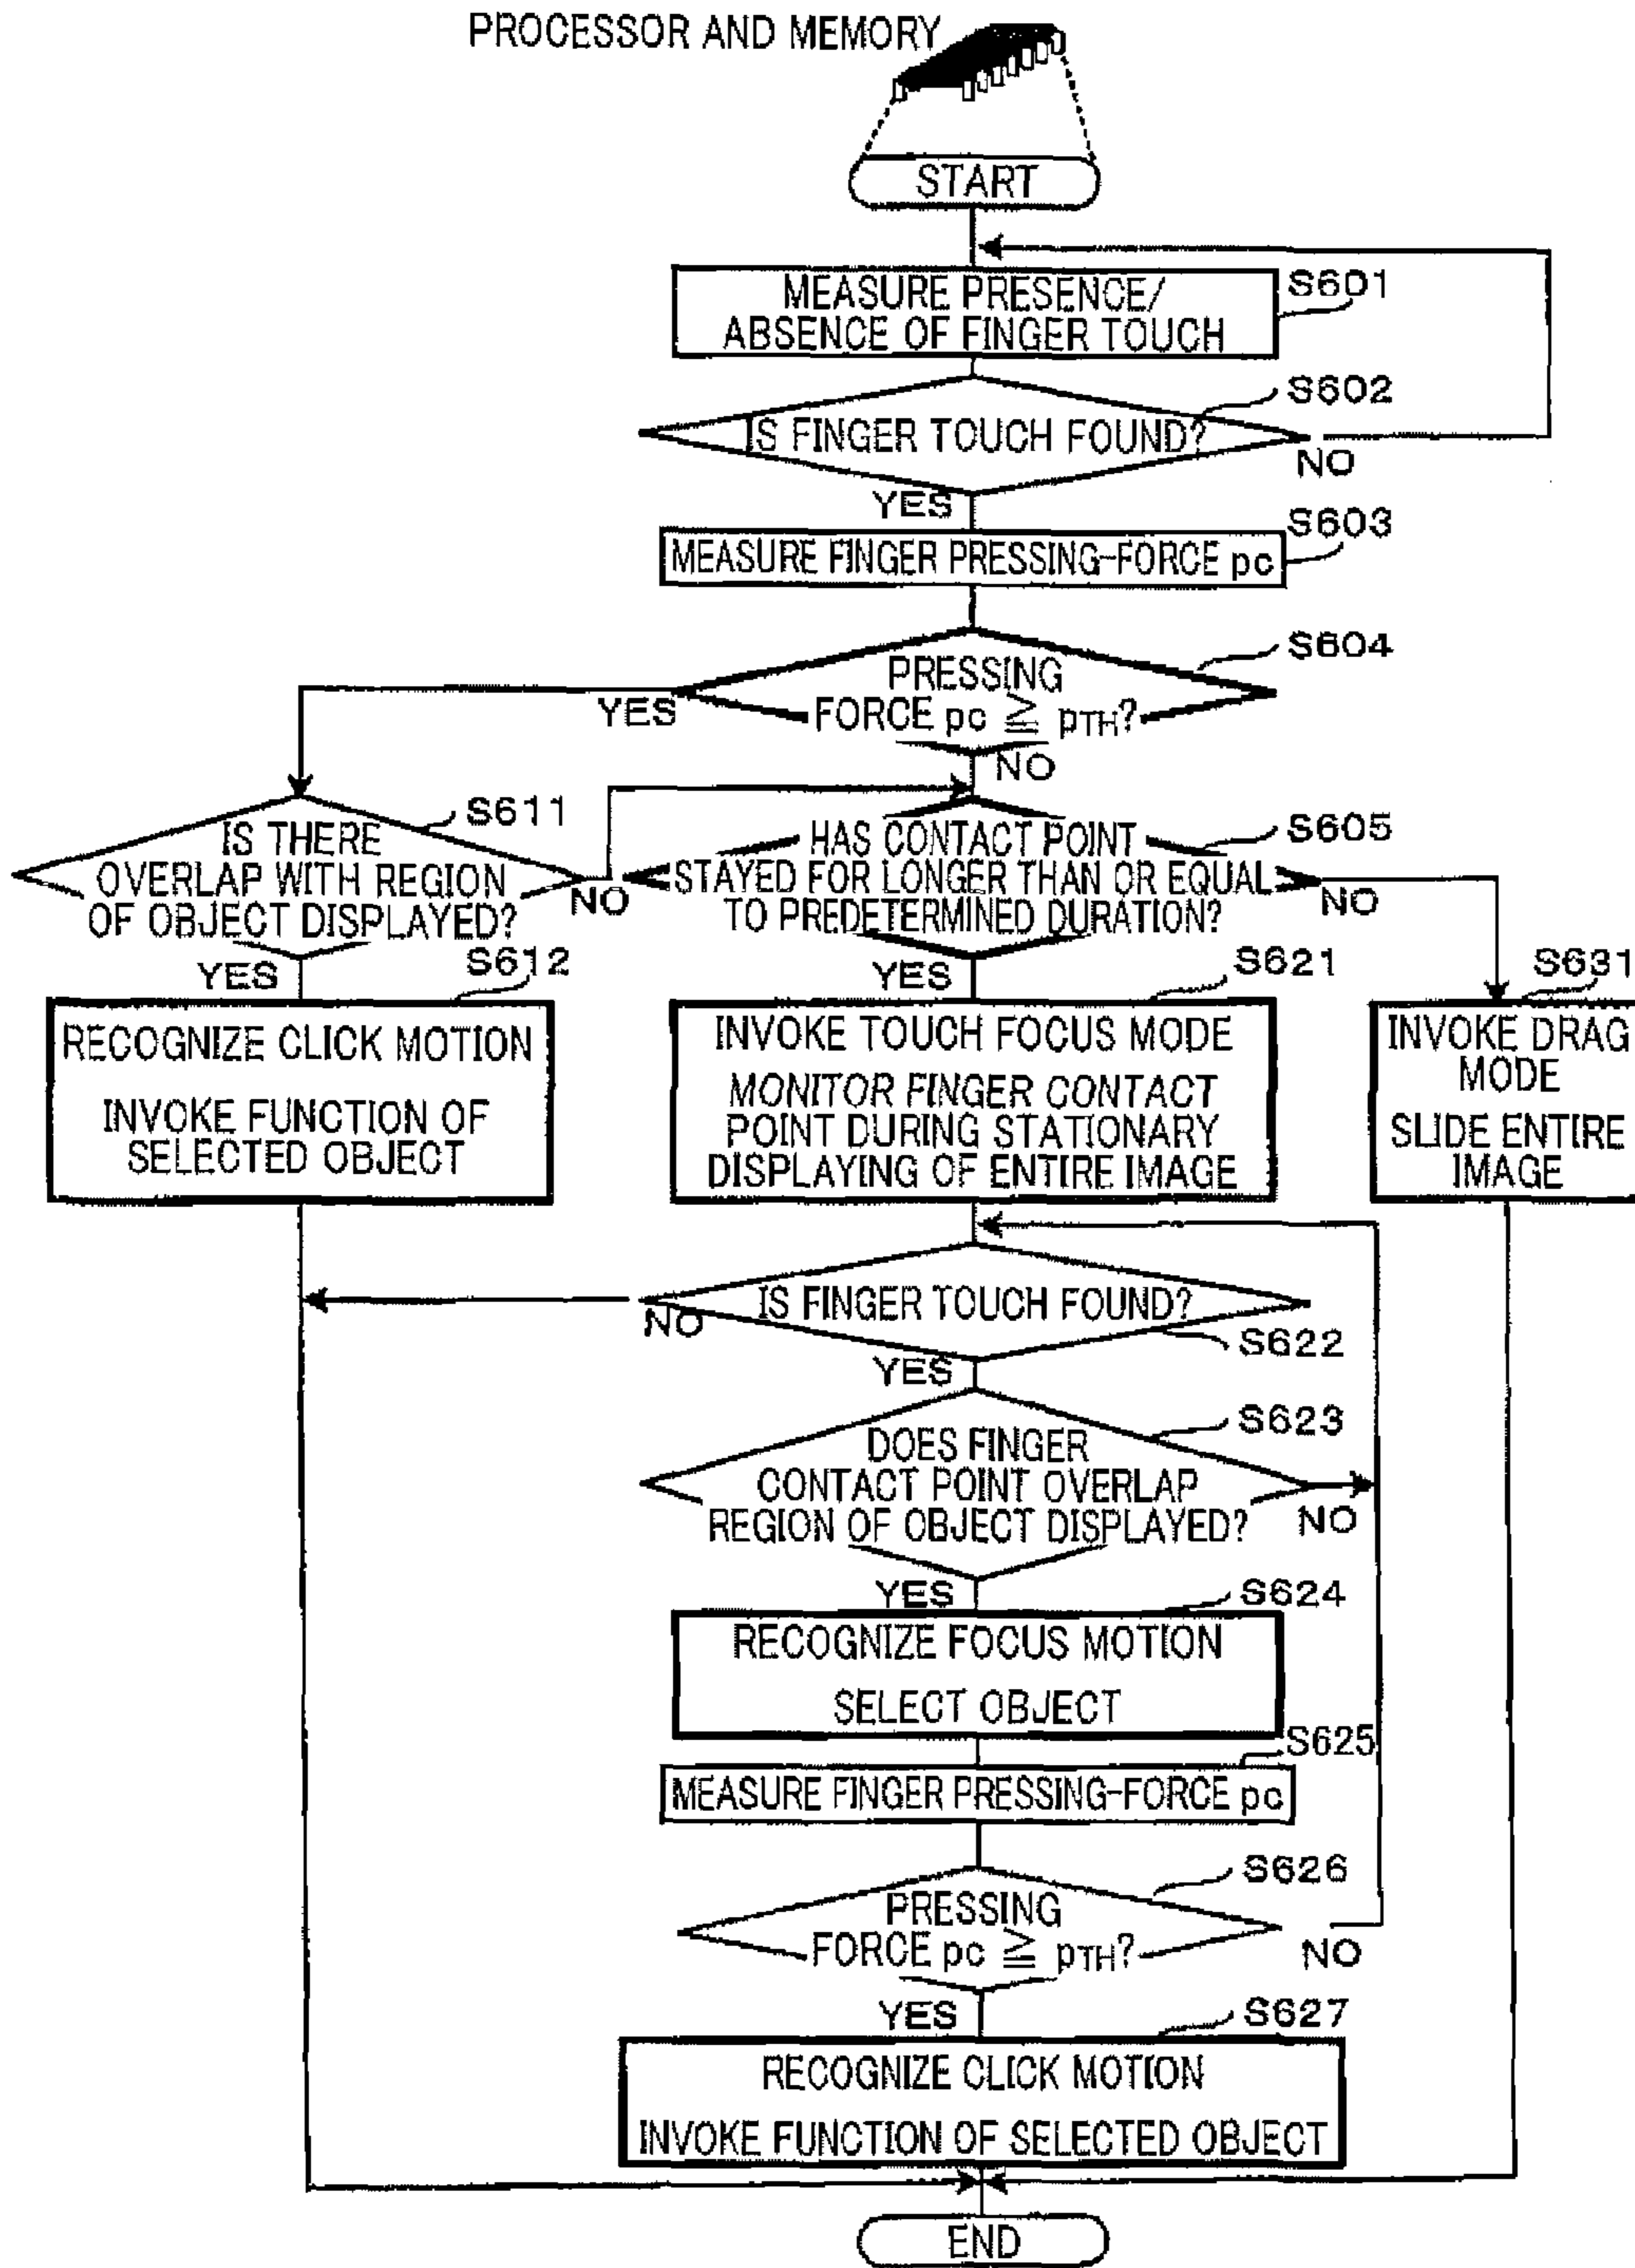 PROCESSOR AND MEMORY
START
MEASURE PRESENCE/
ABSENCE OF FINGER TOUCH
S601
IS FINGER TOUCH FOUND?
S602
NO
YES
MEASURE FINGER PRESSING-FORCE pc
S603
PRESSING
FORCE pc ≧ pTH?
S604
YES
NO
IS THERE
OVERLAP WITH REGION
OF OBJECT DISPLAYED?
S611
NO
YES
HAS CONTACT POINT
STAYED FOR LONGER THAN OR EQUAL
TO PREDETERMINED DURATION?
S605
NO
YES
S612
RECOGNIZE CLICK MOTION
INVOKE FUNCTION OF
SELECTED OBJECT
S621
INVOKE TOUCH FOCUS MODE
MONITOR FINGER CONTACT
POINT DURING STATIONARY
DISPLAYING OF ENTIRE IMAGE
S631
INVOKE DRAG
MODE
SLIDE ENTIRE
IMAGE
IS FINGER TOUCH FOUND?
NO
S622
YES
S623
DOES FINGER
CONTACT POINT OVERLAP
REGION OF OBJECT DISPLAYED?
NO
YES
S624
RECOGNIZE FOCUS MOTION
SELECT OBJECT
S625
MEASURE FINGER PRESSING-FORCE pc
S626
PRESSING
FORCE pc ≧ pTH?
NO
YES
S627
RECOGNIZE CLICK MOTION
INVOKE FUNCTION OF SELECTED OBJECT
END